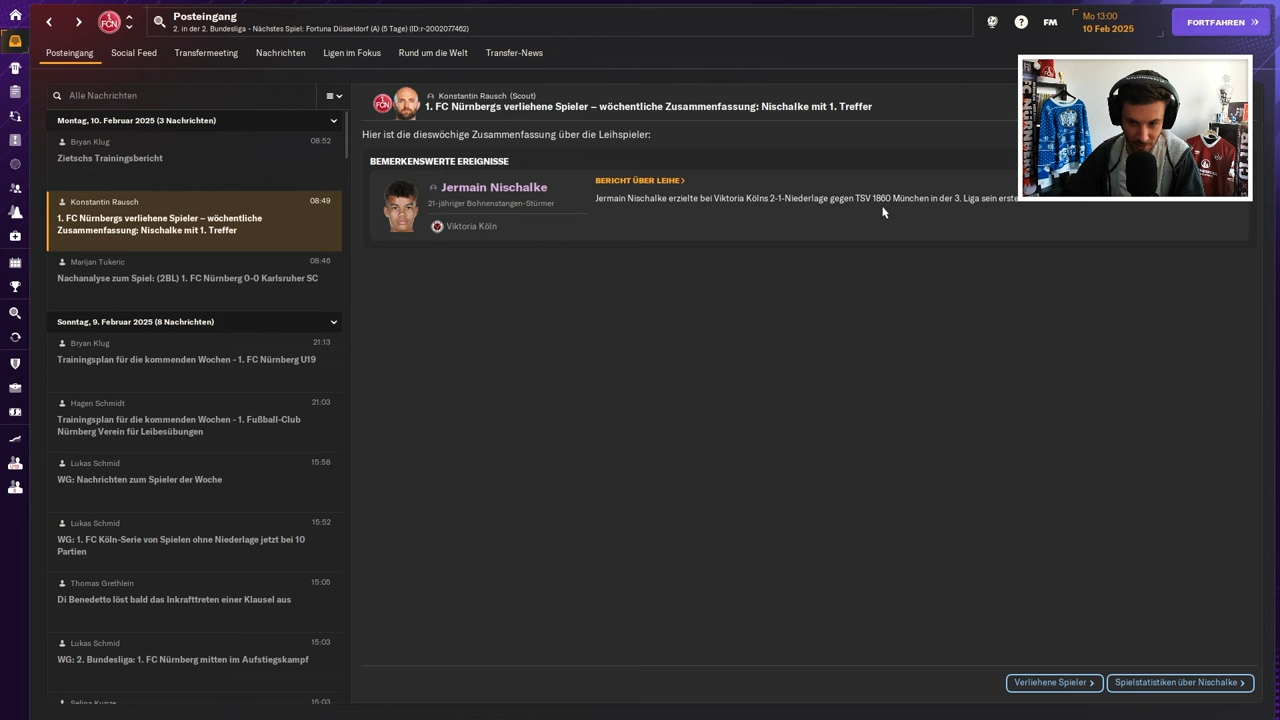 Posteingang
2. in der 2. Bundesliga - Nächstes Spiel: Fortuna Düsseldorf (A) (5 Tage) (ID:r-2002077462)
FM
Mo 13:00
10 Feb 2025
FORTFAHREN
Posteingang
Social Feed
Transfermeeting
Nachrichten
Ligen im Fokus
Rund um die Welt
Transfer-News
Alle Nachrichten
Montag, 10. Februar 2025 (3 Nachrichten)
Bryan Klug
08:52
Zietschs Trainingsbericht
Konstantin Rausch
08:49
1. FC Nürnbergs verliehene Spieler – wöchentliche
Zusammenfassung: Nischalke mit 1. Treffer
Marijan Tukeric
08:46
Nachanalyse zum Spiel: (2BL) 1. FC Nürnberg 0-0 Karlsruher SC
Sonntag, 9. Februar 2025 (8 Nachrichten)
Bryan Klug
21:13
Trainingsplan für die kommenden Wochen - 1. FC Nürnberg U19
Hagen Schmidt
21:03
Trainingsplan für die kommenden Wochen - 1. Fußball-Club
Nürnberg Verein für Leibesübungen
Lukas Schmid
15:58
WG: Nachrichten zum Spieler der Woche
Lukas Schmid
15:52
WG: 1. FC Köln-Serie von Spielen ohne Niederlage jetzt bei 10
Partien
Thomas Grethlein
15:05
Di Benedetto löst bald das Inkrafttreten einer Klausel aus
Lukas Schmid
15:03
WG: 2. Bundesliga: 1. FC Nürnberg mitten im Aufstiegskampf
Selina Kunze
15:03
Konstantin Rausch (Scout)
1. FC Nürnbergs verliehene Spieler – wöchentliche Zusammenfassung: Nischalke mit 1. Treffer
Hier ist die dieswöchige Zusammenfassung über die Leihspieler:
BEMERKENSWERTE EREIGNISSE
Jermain Nischalke
21-jähriger Bohnenstangen-Stürmer
Viktoria Köln
BERICHT ÜBER LEIHE
Jermain Nischalke erzielte bei Viktoria Kölns 2-1-Niederlage gegen TSV 1860 München in der 3. Liga sein erste
Verliehene Spieler
Spielstatistiken über Nischalke